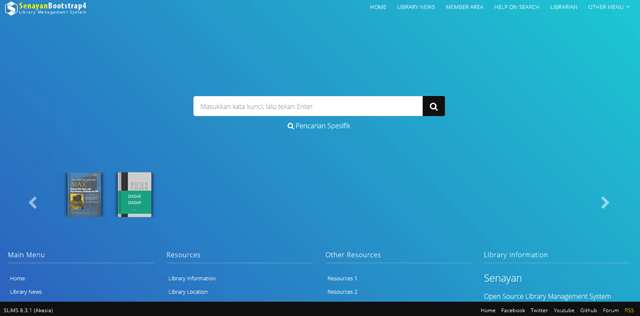 SenayanBootstrap4
Library Management System
HOME LIBRARY NEWS MEMBER AREA HELP ON SEARCH LIBRARIAN OTHER MENU
Masukkan kata kunci, lalu tekan Enter
Pencarian Spesifik
AJAX
DASAR
DASAR
Main Menu Resources Other Resources Library Information
Home Library Information Resources 1 Senayan
Library News Library Location Resources 2 Open Source Library Management System
SLiMS 8.3.1 (Akasia) Home Facebook Twitter Youtube Github Forum RSS